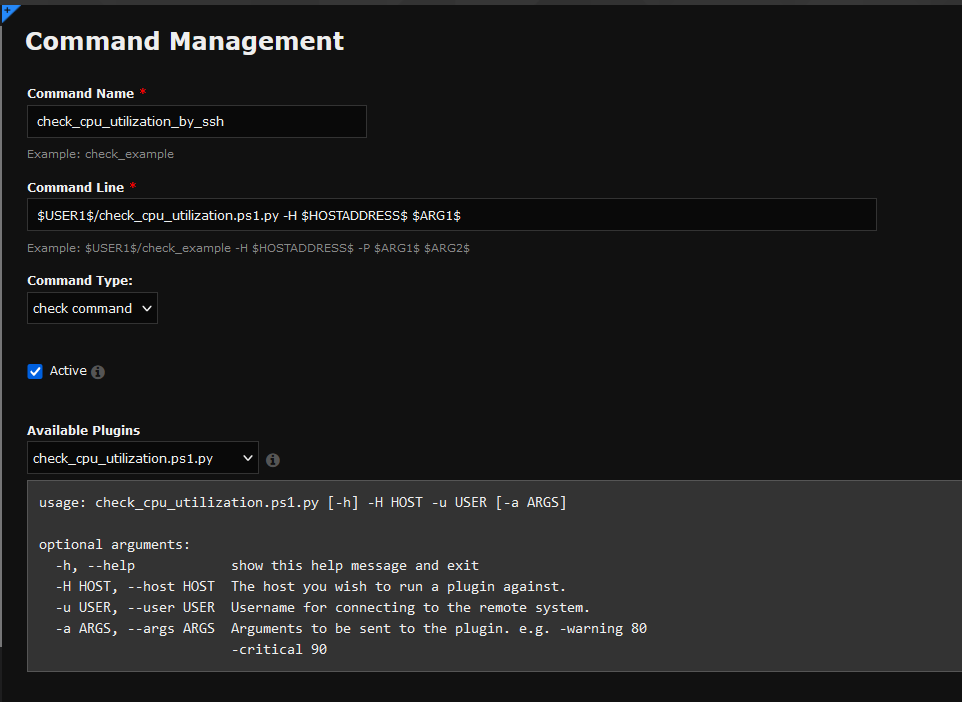 Command Management
Command Name *
check_cpu_utilization_by_ssh
Example: check_example
Command Line *
$USER1$/check_cpu_utilization.ps1.py -H $HOSTADDRESS$ $ARG1$
Example: $USER1$/check_example -H $HOSTADDRESS$ -P $ARG1$ $ARG2$
Command Type:
check command
Active
Available Plugins
check_cpu_utilization.ps1.py
usage: check_cpu_utilization.ps1.py [-h] -H HOST -u USER [-a ARGS]
optional arguments:
-h, --help show this help message and exit
-H HOST, --host HOST The host you wish to run a plugin against.
-u USER, --user USER Username for connecting to the remote system.
-a ARGS, --args ARGS Arguments to be sent to the plugin. e.g. -warning 80
-critical 90